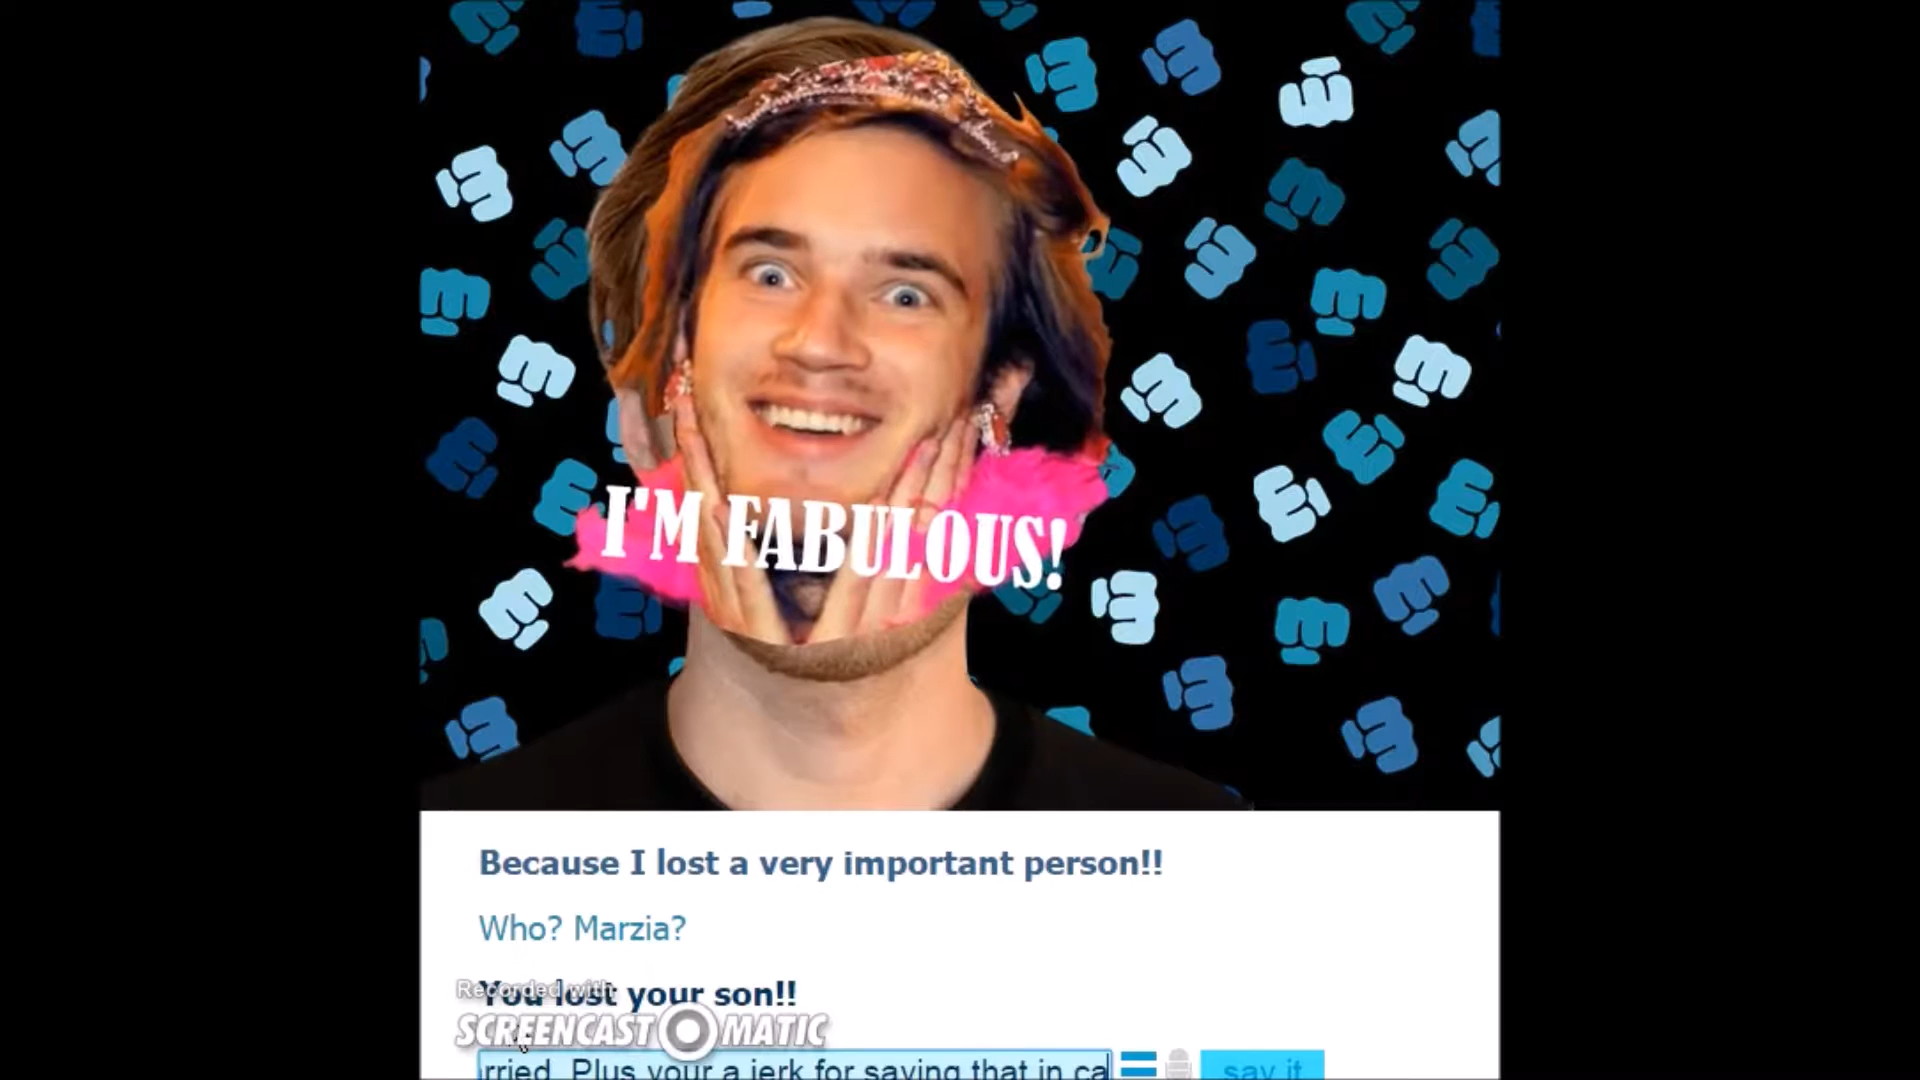 I'M FABULOUS!
Because I lost a very important person!!
Who? Marzia?
You lost your son!!
Recorded with
SCREENCAST MATIC
rried. Plus your a jerk for saying that in ca
say it